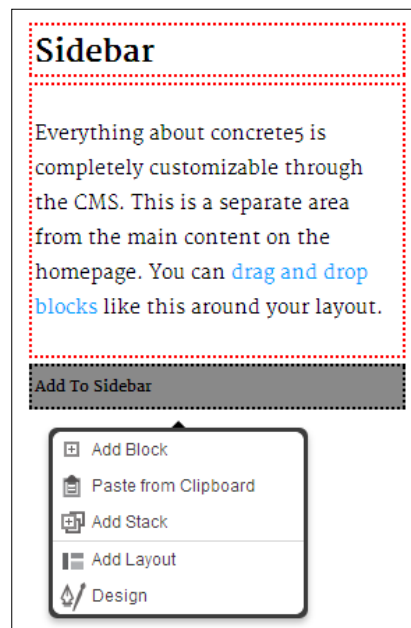 Sidebar
Everything about concrete5 is
completely customizable through
the CMS. This is a separate area
from the main content on the
homepage. You can drag and drop
blocks like this around your layout.
Add To Sidebar
Add Block
Paste from Clipboard
Add Stack
Add Layout
Design